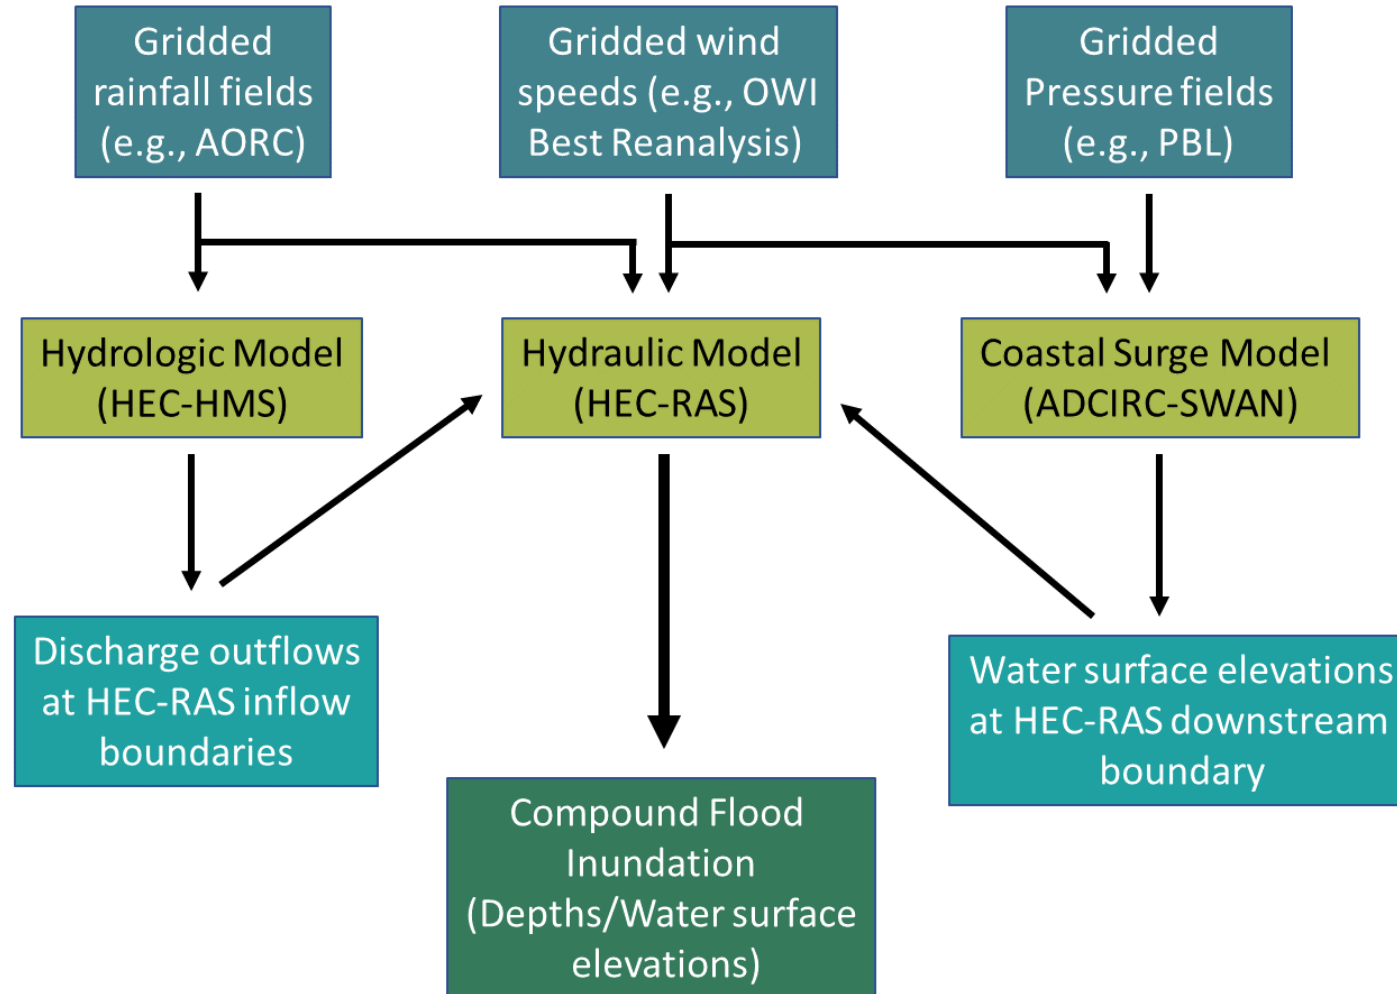 Gridded
rainfall fields
(e.g., AORC)
Gridded wind
speeds (e.g., OWI
Best Reanalysis)
Gridded
Pressure fields
(e.g., PBL)
Hydrologic Model
(HEC-HMS)
Hydraulic Model
(HEC-RAS)
Coastal Surge Model
(ADCIRC-SWAN)
Discharge outflows
at HEC-RAS inflow
boundaries
Water surface elevations
at HEC-RAS downstream
boundary
Compound Flood
Inundation
(Depths/Water surface
elevations)